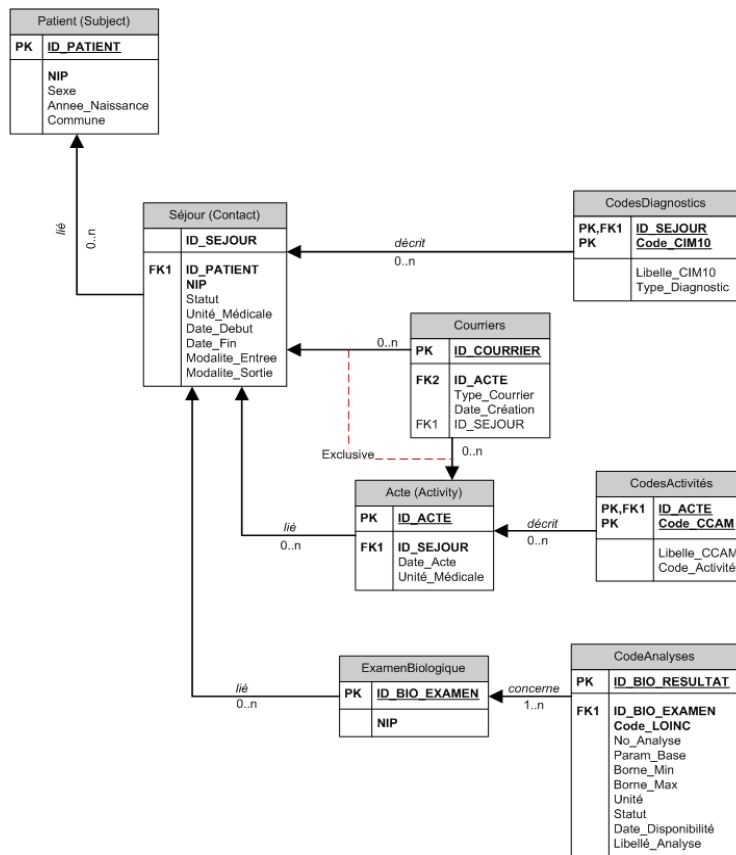 Patient (Subject)
PK ID_PATIENT
NIP
Sexe
Annee_Naissance
Commune
lié
0..n
Séjour (Contact)
ID_SEJOUR
FK1 ID_PATIENT
NIP
Statut
Unité_Médicale
Date_Debut
Date_Fin
Modalite_Entree
Modalite_Sortie
décrit
0..n
CodesDiagnostics
PK,FK1 ID_SEJOUR
PK Code_CIM10
Libelle_CIM10
Type_Diagnostic
0..n
Courriers
PK ID_COURRIER
FK2 ID_ACTE
Type_Courrier
Date_Création
FK1 ID_SEJOUR
Exclusive
0..n
Acte (Activity)
PK ID_ACTE
FK1 ID_SEJOUR
Date_Acte
Unité_Médicale
lié
0..n
décrit
0..n
CodesActivités
PK,FK1 ID_ACTE
PK Code_CCAM
Libelle_CCAM
Code_Activité
lié
0..n
ExamenBiologique
PK ID_BIO_EXAMEN
NIP
concerne
1..n
CodeAnalyses
PK ID_BIO_RESULTAT
FK1 ID_BIO_EXAMEN
Code_LOINC
No_Analyse
Param_Base
Borne_Min
Borne_Max
Unité
Statut
Date_Disponibilité
Libellé_Analyse